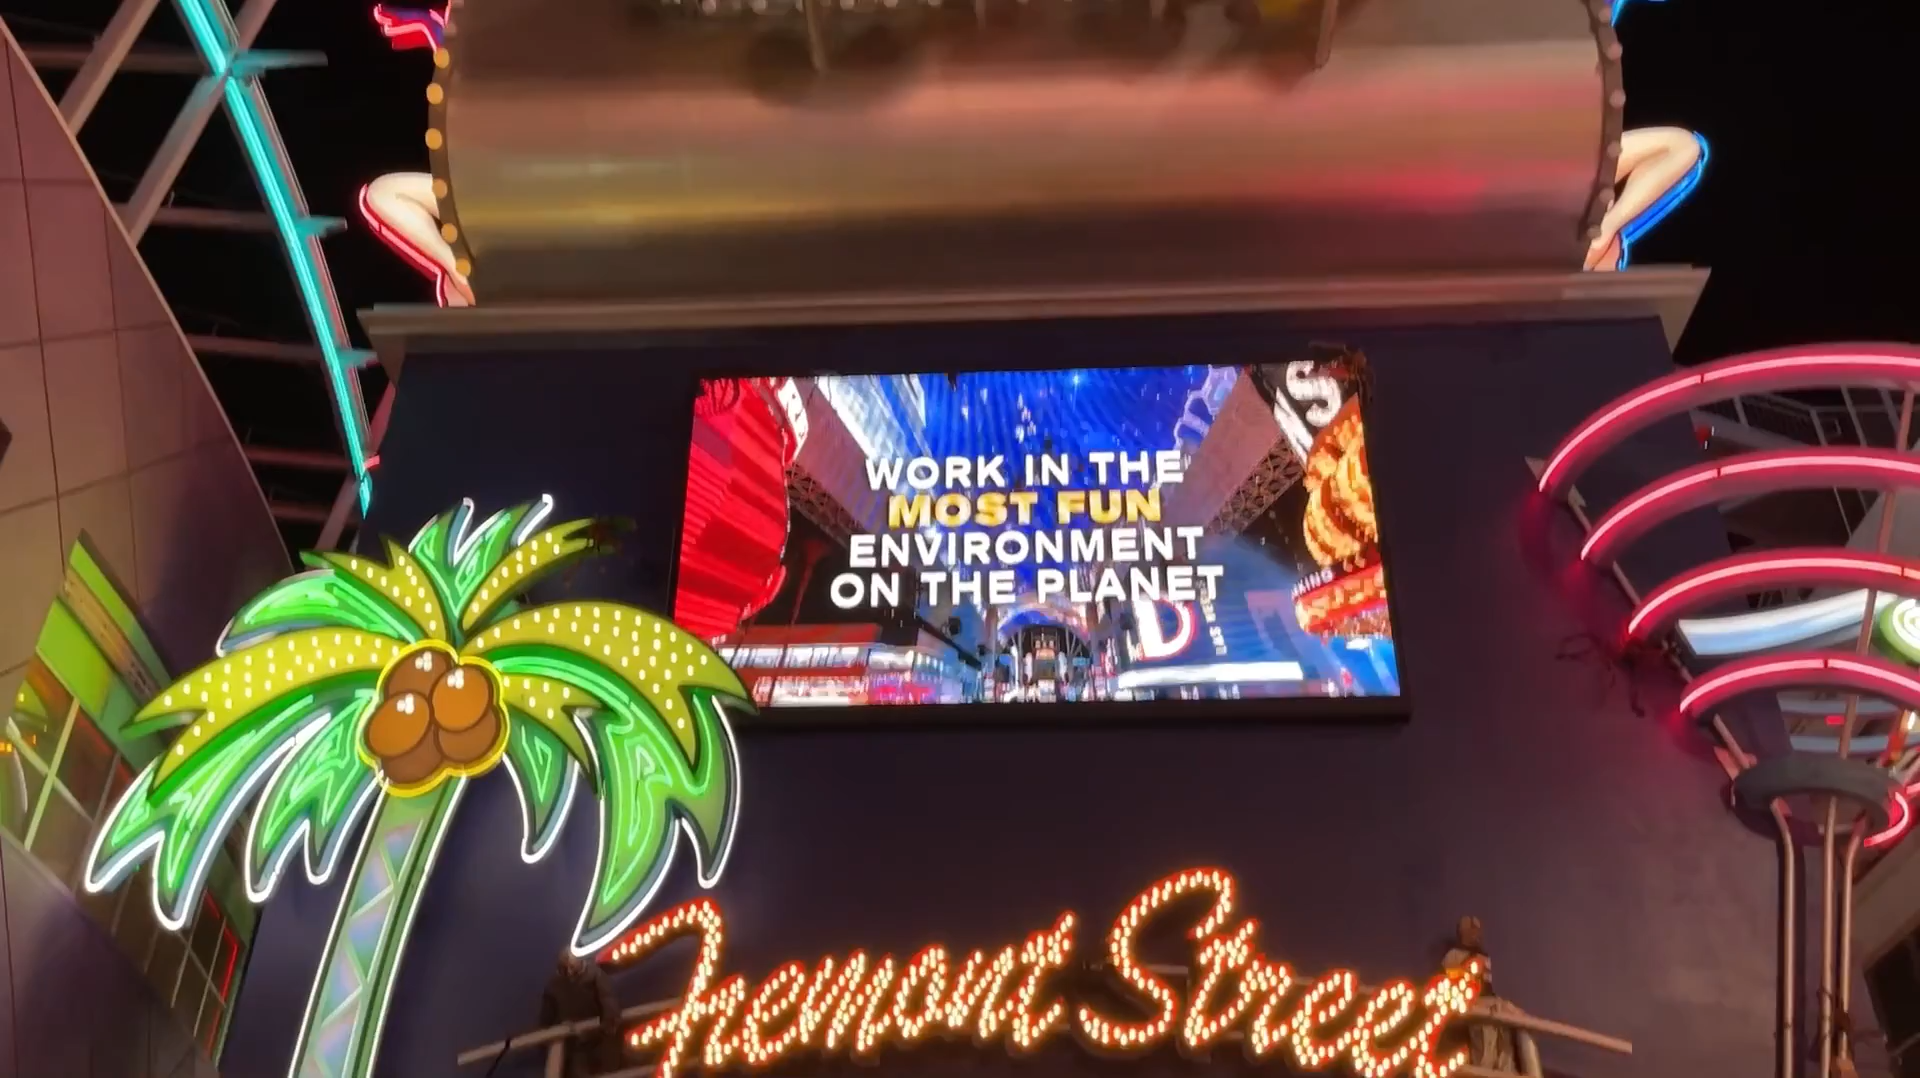 WORK IN THE
MOST FUN
ENVIRONMENT
ON THE PLANET
Fremont Street